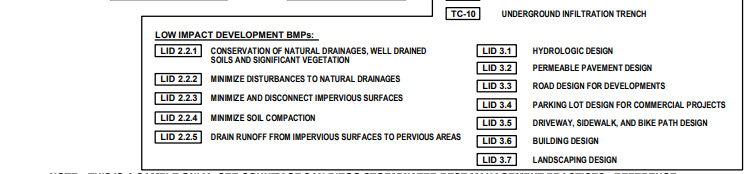 TC-10 UNDERGROUND INFILTRATION TRENCH
LOW IMPACT DEVELOPMENT BMPs:
LID 2.2.1 CONSERVATION OF NATURAL DRAINAGES, WELL DRAINED
SOILS AND SIGNIFICANT VEGETATION
LID 2.2.2 MINIMIZE DISTURBANCES TO NATURAL DRAINAGES
LID 2.2.3 MINIMIZE AND DISCONNECT IMPERVIOUS SURFACES
LID 2.2.4 MINIMIZE SOIL COMPACTION
LID 2.2.5 DRAIN RUNOFF FROM IMPERVIOUS SURFACES TO PERVIOUS AREAS
LID 3.1 HYDROLOGIC DESIGN
LID 3.2 PERMEABLE PAVEMENT DESIGN
LID 3.3 ROAD DESIGN FOR DEVELOPMENTS
LID 3.4 PARKING LOT DESIGN FOR COMMERCIAL PROJECTS
LID 3.5 DRIVEWAY, SIDEWALK, AND BIKE PATH DESIGN
LID 3.6 BUILDING DESIGN
LID 3.7 LANDSCAPING DESIGN